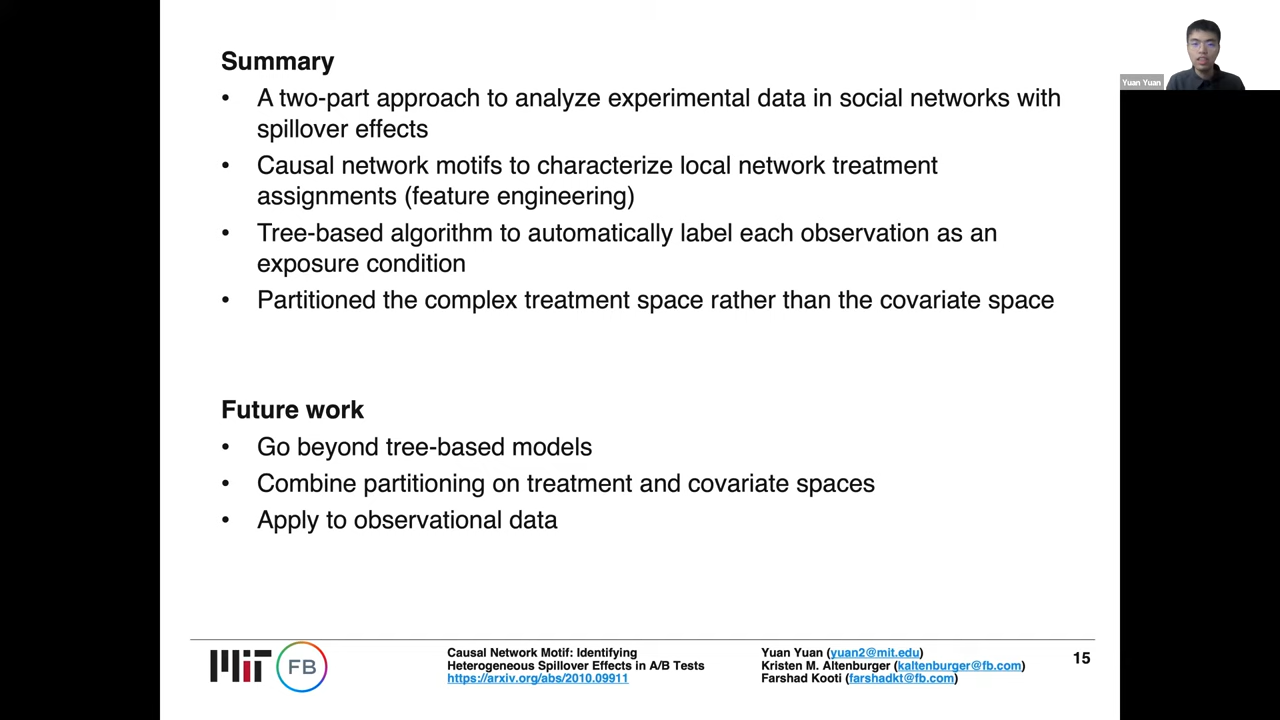 Summary
• A two-part approach to analyze experimental data in social networks with
spillover effects
• Causal network motifs to characterize local network treatment
assignments (feature engineering)
• Tree-based algorithm to automatically label each observation as an
exposure condition
• Partitioned the complex treatment space rather than the covariate space
Future work
• Go beyond tree-based models
• Combine partitioning on treatment and covariate spaces
• Apply to observational data
MIT
FB
Causal Network Motif: Identifying
Heterogeneous Spillover Effects in A/B Tests
https://arxiv.org/abs/2010.09911
Yuan Yuan (yuan2@mit.edu)
Kristen M. Altenburger (kaltenburger@fb.com)
Farshad Kooti (farshadkt@fb.com)
15
Yuan Yuan